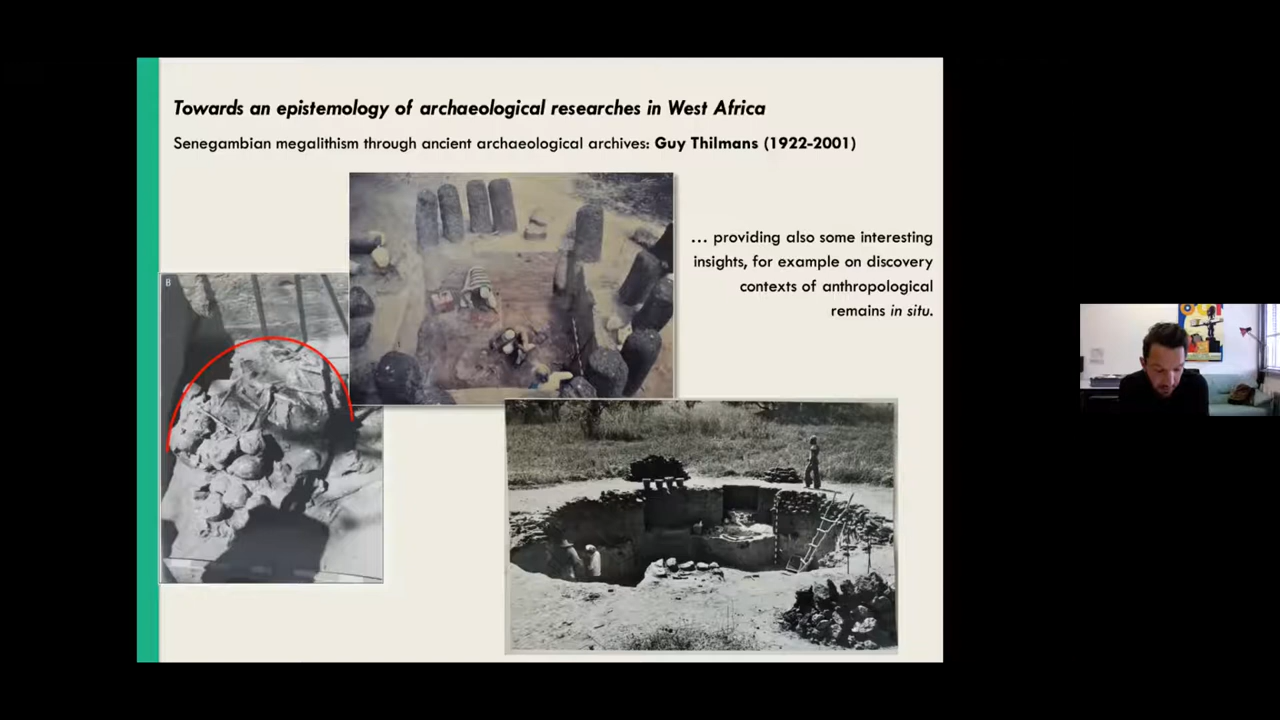 Towards an epistemology of archaeological researches in West Africa
Senegambian megalithism through ancient archaeological archives: Guy Thilmans (1922-2001)
... providing also some interesting
insights, for example on discovery
contexts of anthropological
remains in situ.
B